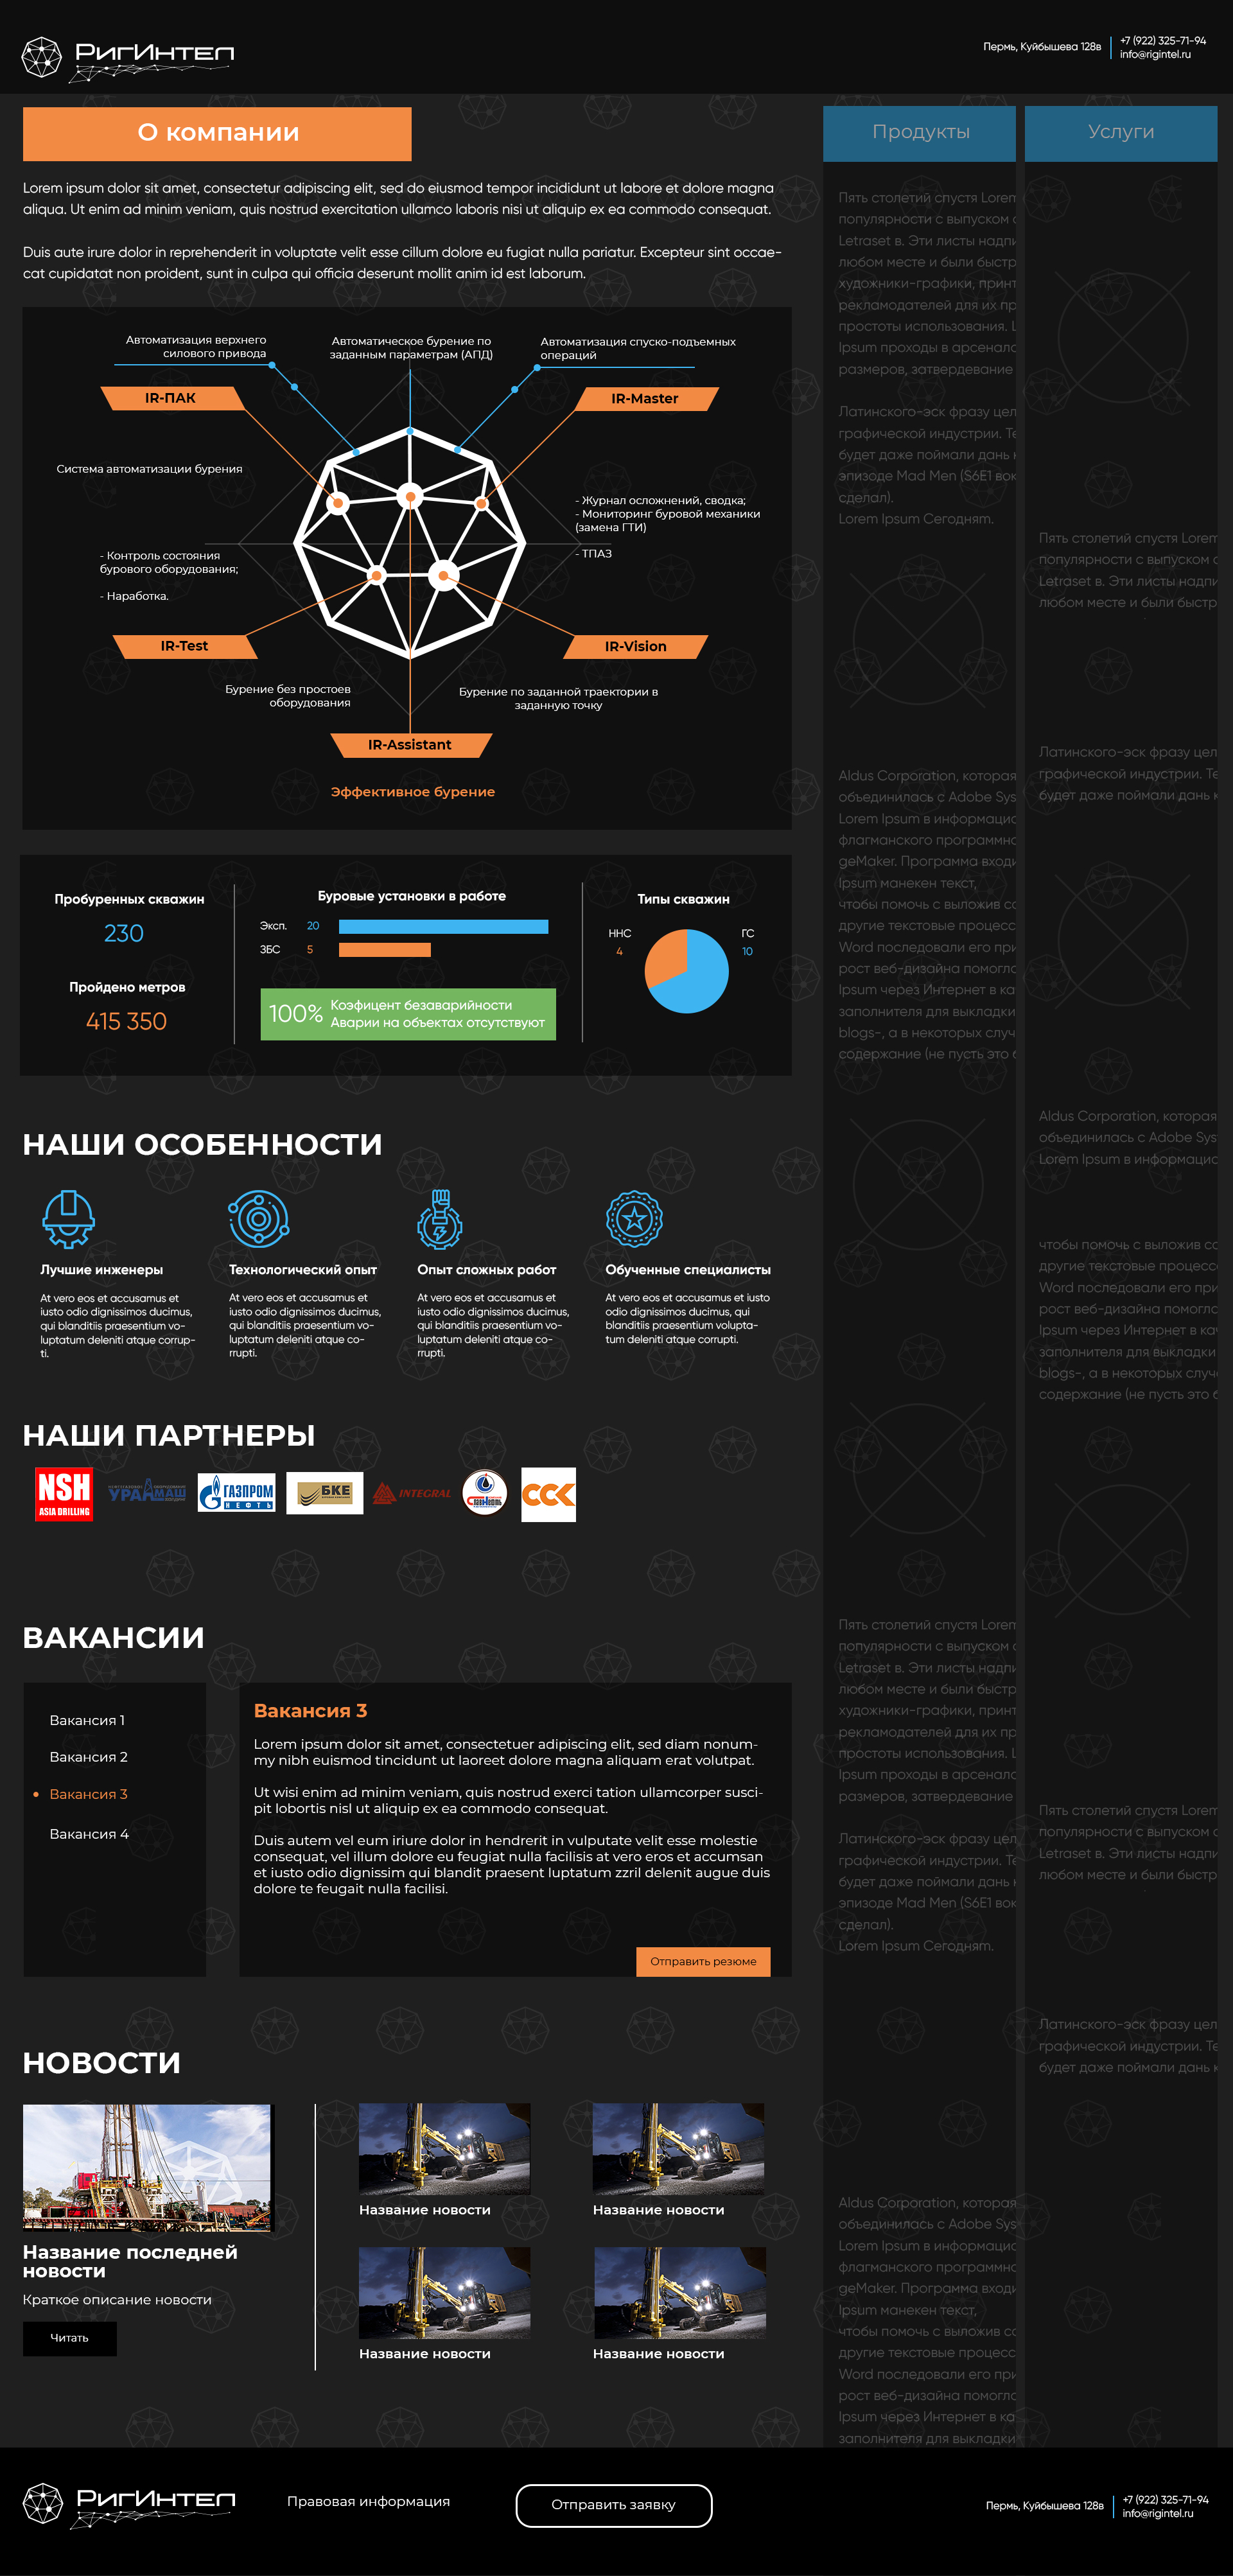 РигИнтел
Пермь, Куйбышева 128в
+7 (922) 325-71-94
info@rigintel.ru
О компании
Lorem ipsum dolor sit amet, consectetur adipiscing elit, sed do eiusmod tempor incididunt ut labore et dolore magna
aliqua. Ut enim ad minim veniam, quis nostrud exercitation ullamco laboris nisi ut aliquip ex ea commodo consequat.
Duis aute irure dolor in reprehenderit in voluptate velit esse cillum dolore eu fugiat nulla pariatur. Excepteur sint occae-
cat cupidatat non proident, sunt in culpa qui officia deserunt mollit anim id est laborum.
Автоматизация верхнего
силового привода
Автоматическое бурение по
заданным параметрам (АПД)
Автоматизация спуско-подъемных
операций
IR-ПАК
IR-Master
Система автоматизации бурения
- Журнал осложнений, сводка;
- Мониторинг буровой механики
(замена ГТИ)
- ТПАЗ
- Контроль состояния
бурового оборудования;
- Наработка.
IR-Test
IR-Vision
Бурение без простоев
оборудования
Бурение по заданной траектории в
заданную точку
IR-Assistant
Эффективное бурение
Пробуренных скважин
230
Пройдено метров
415 350
Буровые установки в работе
Эксп. 20
ЗБС 5
100%
Коэфицент безаварийности
Аварии на объектах отсутствуют
Типы скважин
ННС
4
ГС
10
НАШИ ОСОБЕННОСТИ
Лучшие инженеры
At vero eos et accusamus et
iusto odio dignissimos ducimus,
qui blanditiis praesentium vo-
luptatum deleniti atque corrup-
ti.
Технологический опыт
At vero eos et accusamus et
iusto odio dignissimos ducimus,
qui blanditiis praesentium vo-
luptatum deleniti atque co-
rrupti.
Опыт сложных работ
At vero eos et accusamus et
iusto odio dignissimos ducimus,
qui blanditiis praesentium vo-
luptatum deleniti atque co-
rrupti.
Обученные специалисты
At vero eos et accusamus et iusto
odio dignissimos ducimus, qui
blanditiis praesentium volupta-
tum deleniti atque corrupti.
НАШИ ПАРТНЕРЫ
NSH
ASIA DRILLING
УРАЛМАШ
ГАЗПРОМ
НЕФТЬ
БКЕ
INTEGRAL
ССК
ВАКАНСИИ
Вакансия 1
Вакансия 2
Вакансия 3
Вакансия 4
Вакансия 3
Lorem ipsum dolor sit amet, consectetuer adipiscing elit, sed diam nonum-
my nibh euismod tincidunt ut laoreet dolore magna aliquam erat volutpat.
Ut wisi enim ad minim veniam, quis nostrud exerci tation ullamcorper susci-
pit lobortis nisl ut aliquip ex ea commodo consequat.
Duis autem vel eum iriure dolor in hendrerit in vulputate velit esse molestie
consequat, vel illum dolore eu feugiat nulla facilisis at vero eros et accumsan
et iusto odio dignissim qui blandit praesent luptatum zzril delenit augue duis
dolore te feugait nulla facilisi.
Отправить резюме
НОВОСТИ
Название последней
новости
Краткое описание новости
Читать
Название новости
Название новости
Название новости
Название новости
Продукты
Пять столетий спустя Lorem
популярности с выпуском
Letraset в. Эти листы надпи
любом месте и были быстр
художники-графики, принт
рекламодателей для их пр
простоты использования. L
Ipsum проходы в арсенало
размеров, затвердевание
Латинского-эск фразу цел
графической индустрии. Те
будет даже поймали дань
эпизоде Mad Men (S6E1 вок
сделал).
Lorem Ipsum Сегодням.
Aldus Corporation, которая
объединилась с Adobe Sys
Lorem Ipsum в информацио
флагманского программно
geMaker. Программа входи
Ipsum манекен текст,
чтобы помочь с выложив со
другие текстовые процесс
Word последовали его при
рост веб-дизайна помогло
Ipsum через Интернет в ка
заполнителя для выкладки
blogs-, а в некоторых случ
содержание (не пусть это б
Пять столетий спустя Lorem
популярности с выпуском
Letraset в. Эти листы надпи
любом месте и были быстр
художники-графики, принт
рекламодателей для их пр
простоты использования. L
Ipsum проходы в арсенало
размеров, затвердевание
Латинского-эск фразу цел
графической индустрии. Те
будет даже поймали дань
эпизоде Mad Men (S6E1 вок
сделал).
Lorem Ipsum Сегодням.
Aldus Corporation, которая
объединилась с Adobe Sys
Lorem Ipsum в информацио
флагманского программно
geMaker. Программа входи
Ipsum манекен текст,
чтобы помочь с выложив со
другие текстовые процесс
Word последовали его при
рост веб-дизайна помогло
Ipsum через Интернет в ка
заполнителя для выкладки
Услуги
Пять столетий спустя Lorem
популярности с выпуском
Letraset в. Эти листы надпи
любом месте и были быстр
Латинского-эск фразу цел
графической индустрии. Те
будет даже поймали дань
Aldus Corporation, которая
объединилась с Adobe Sys
Lorem Ipsum в информацио
чтобы помочь с выложив со
другие текстовые процесс
Word последовали его при
рост веб-дизайна помогло
Ipsum через Интернет в кач
заполнителя для выкладки
blogs-, а в некоторых случа
содержание (не пусть это б
Пять столетий спустя Lorem
популярности с выпуском
Letraset в. Эти листы надпи
любом месте и были быстр
Латинского-эск фразу цел
графической индустрии. Те
будет даже поймали дань
РигИнтел
Правовая информация
Отправить заявку
Пермь, Куйбышева 128в
+7 (922) 325-71-94
info@rigintel.ru